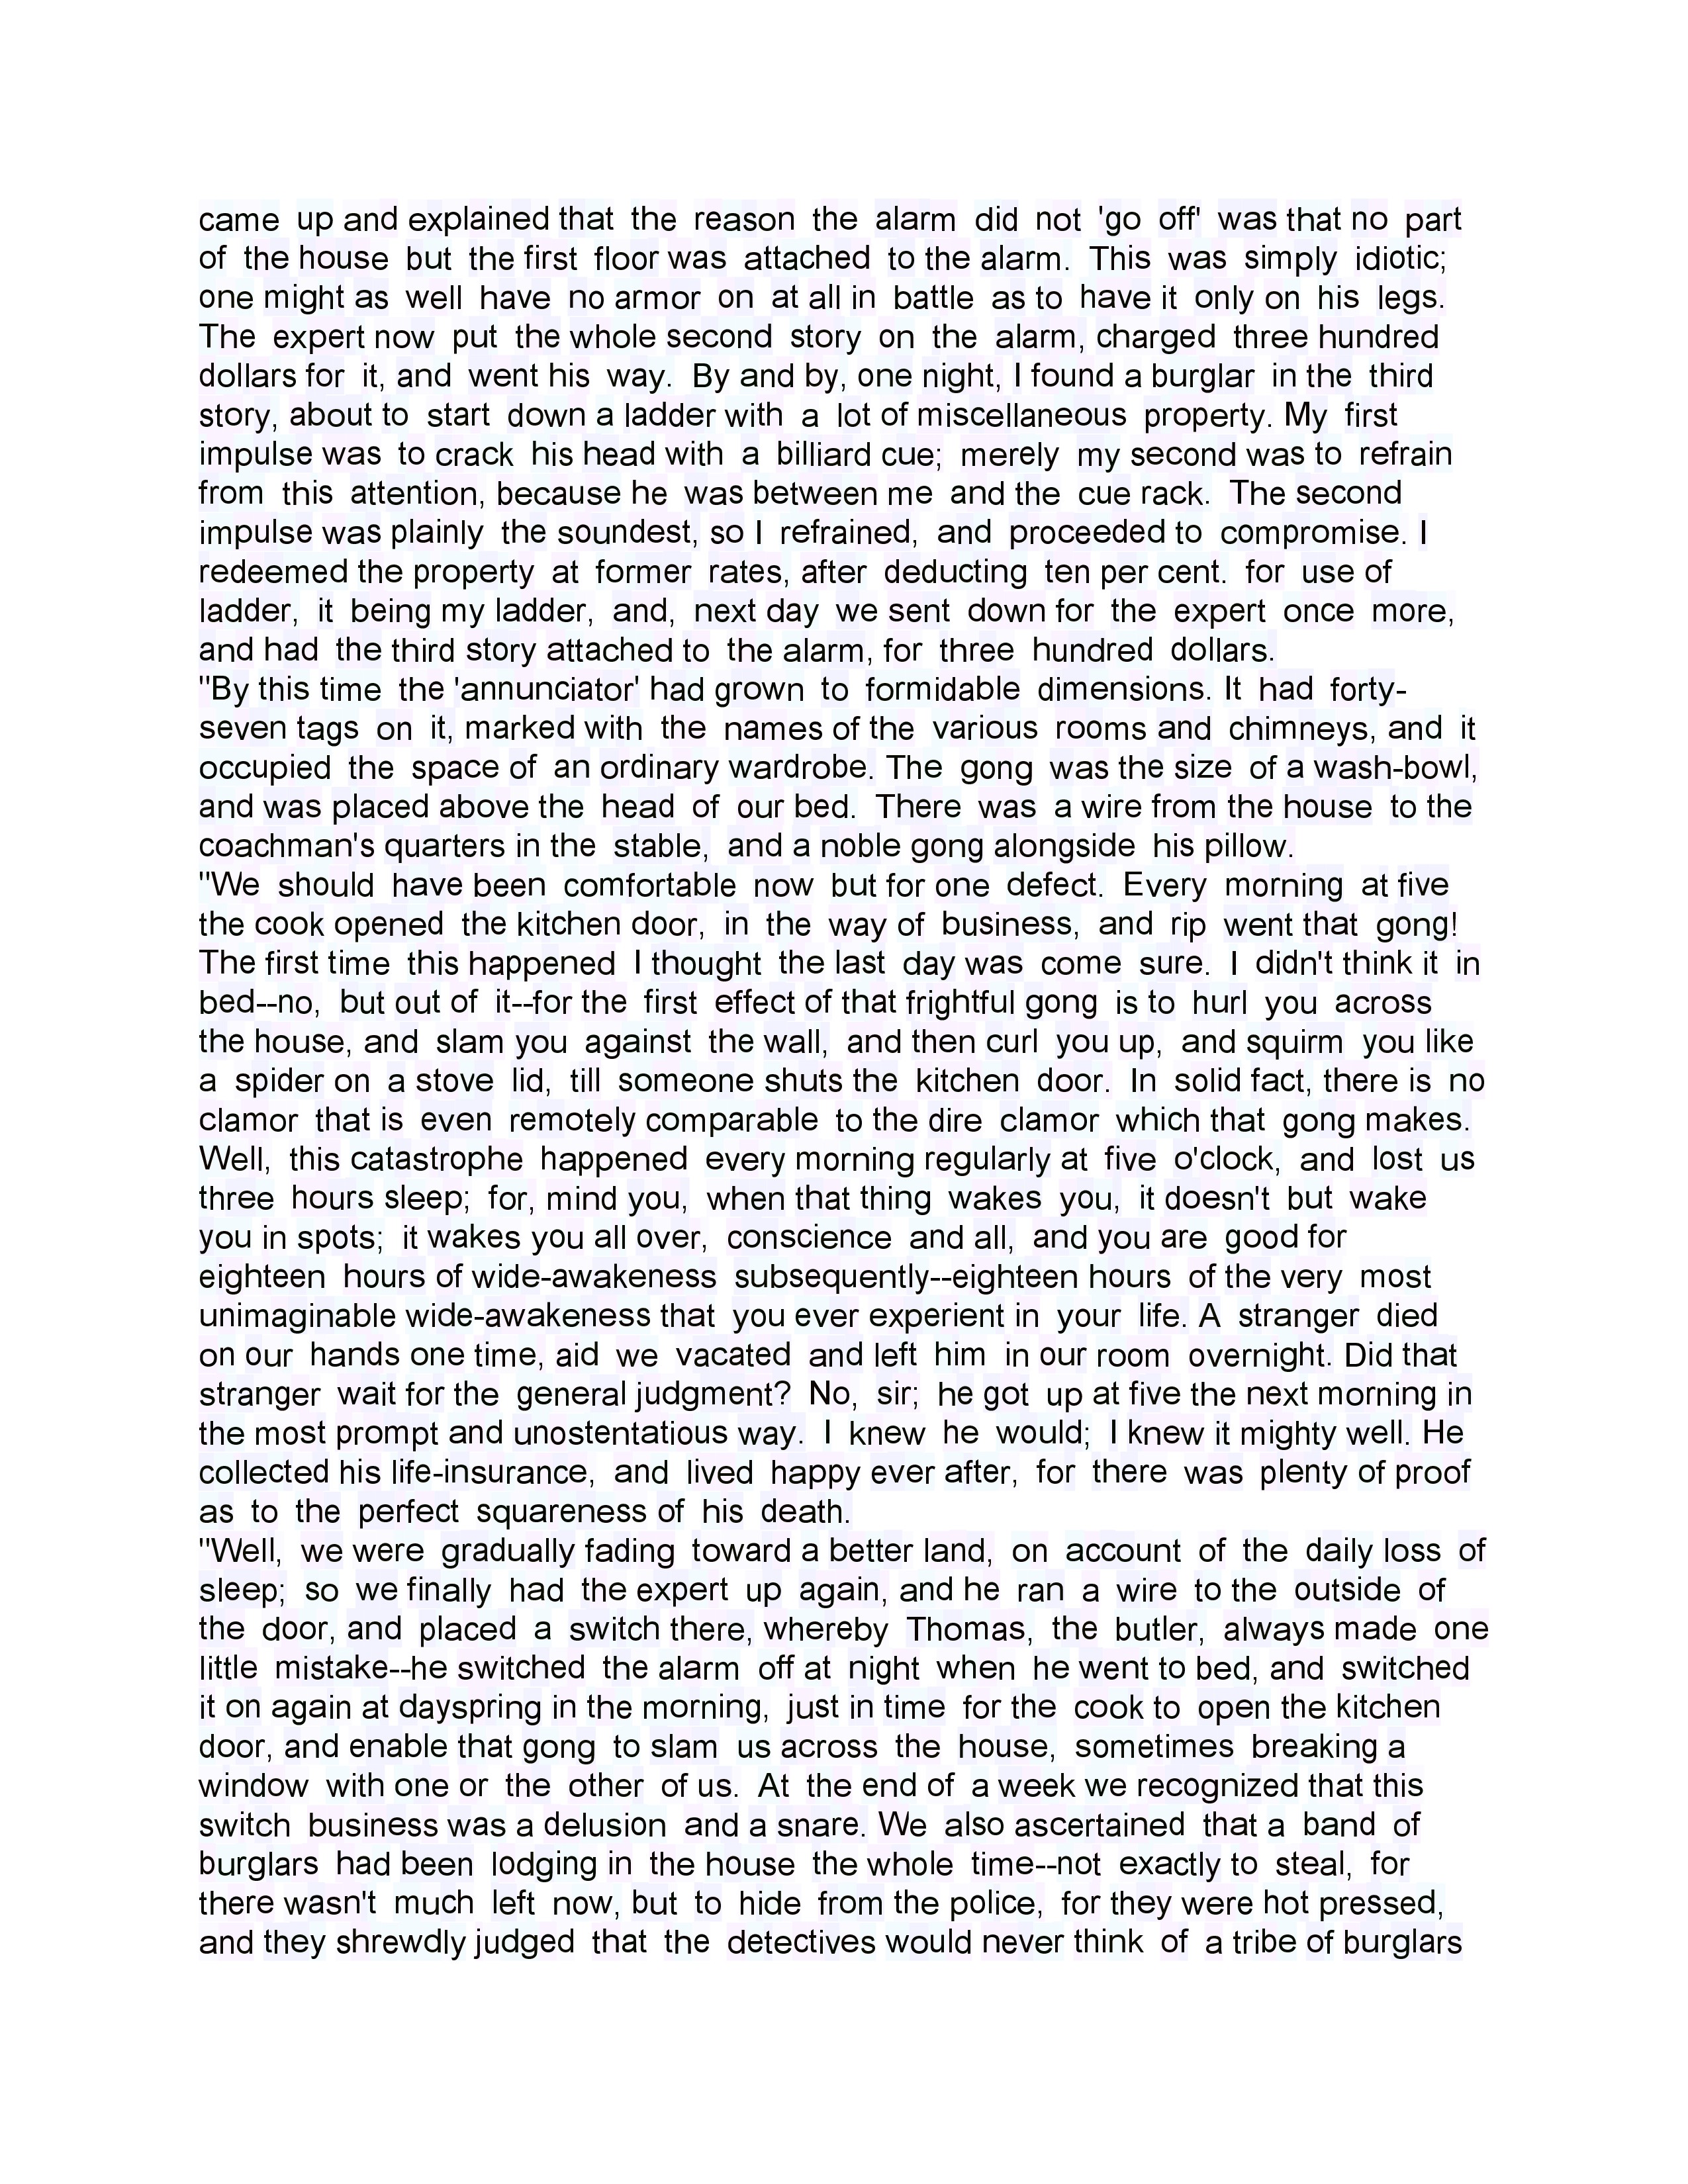 came up and explained that the reason the alarm did not 'go off' was that no part
of the house but the first floor was attached to the alarm. This was simply idiotic;
one might as well have no armor on at all in battle as to have it only on his legs.
The expert now put the whole second story on the alarm, charged three hundred
dollars for it, and went his way. By and by, one night, I found a burglar in the third
story, about to start down a ladder with a lot of miscellaneous property. My first
impulse was to crack his head with a billiard cue; merely my second was to refrain
from this attention, because he was between me and the cue rack. The second
impulse was plainly the soundest, so I refrained, and proceeded to compromise. I
redeemed the property at former rates, after deducting ten per cent. for use of
ladder, it being my ladder, and, next day we sent down for the expert once more,
and had the third story attached to the alarm, for three hundred dollars.
"By this time the 'annunciator' had grown to formidable dimensions. It had forty-
seven tags on it, marked with the names of the various rooms and chimneys, and it
occupied the space of an ordinary wardrobe. The gong was the size of a wash-bowl,
and was placed above the head of our bed. There was a wire from the house to the
coachman's quarters in the stable, and a noble gong alongside his pillow.
"We should have been comfortable now but for one defect. Every morning at five
the cook opened the kitchen door, in the way of business, and rip went that gong!
The first time this happened I thought the last day was come sure. I didn't think it in
bed--no, but out of it--for the first effect of that frightful gong is to hurl you across
the house, and slam you against the wall, and then curl you up, and squirm you like
a spider on a stove lid, till someone shuts the kitchen door. In solid fact, there is no
clamor that is even remotely comparable to the dire clamor which that gong makes.
Well, this catastrophe happened every morning regularly at five o'clock, and lost us
three hours sleep; for, mind you, when that thing wakes you, it doesn't but wake
you in spots; it wakes you all over, conscience and all, and you are good for
eighteen hours of wide-awakeness subsequently--eighteen hours of the very most
unimaginable wide-awakeness that you ever experient in your life. A stranger died
on our hands one time, aid we vacated and left him in our room overnight. Did that
stranger wait for the general judgment? No, sir; he got up at five the next morning in
the most prompt and unostentatious way. I knew he would; I knew it mighty well. He
collected his life-insurance, and lived happy ever after, for there was plenty of proof
as to the perfect squareness of his death.
"Well, we were gradually fading toward a better land, on account of the daily loss of
sleep; so we finally had the expert up again, and he ran a wire to the outside of
the door, and placed a switch there, whereby Thomas, the butler, always made one
little mistake--he switched the alarm off at night when he went to bed, and switched
it on again at dayspring in the morning, just in time for the cook to open the kitchen
door, and enable that gong to slam us across the house, sometimes breaking a
window with one or the other of us. At the end of a week we recognized that this
switch business was a delusion and a snare. We also ascertained that a band of
burglars had been lodging in the house the whole time--not exactly to steal, for
there wasn't much left now, but to hide from the police, for they were hot pressed,
and they shrewdly judged that the detectives would never think of a tribe of burglars